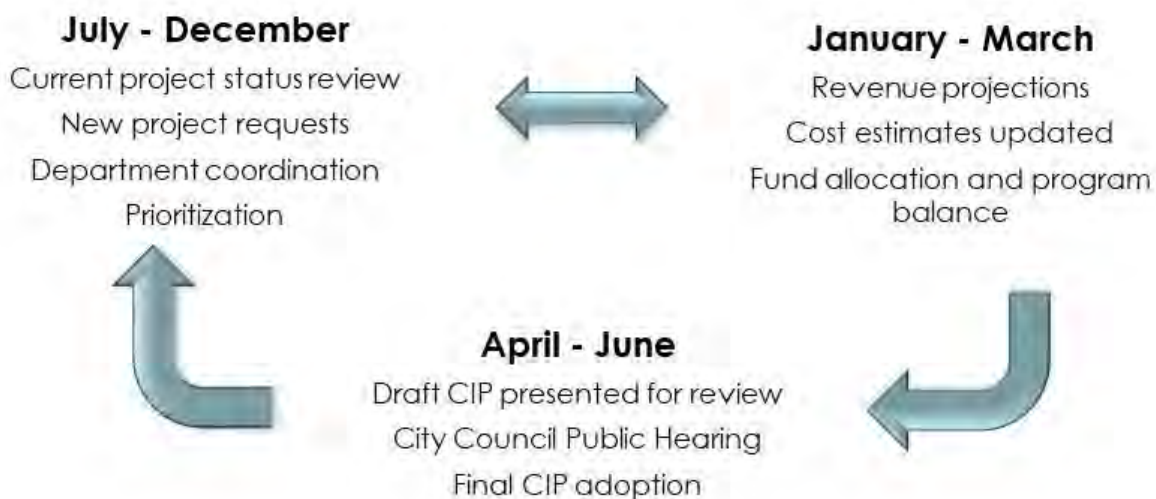 July - December
Current project status review
New project requests
Department coordination
Prioritization
January - March
Revenue projections
Cost estimates updated
Fund allocation and program
balance
April - June
Draft CIP presented for review
City Council Public Hearing
Final CIP adoption